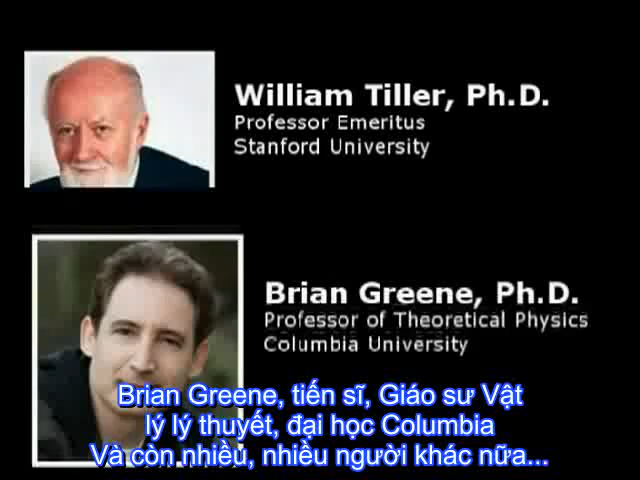 William Tiller, Ph.D.
Professor Emeritus
Stanford University
Brian Greene, Ph.D.
Professor of Theoretical Physics
Columbia University
Brian Greene, tiến sĩ, Giáo sư Vật
lý lý thuyết, đại học Columbia
Và còn nhiều, nhiều người khác nữa...